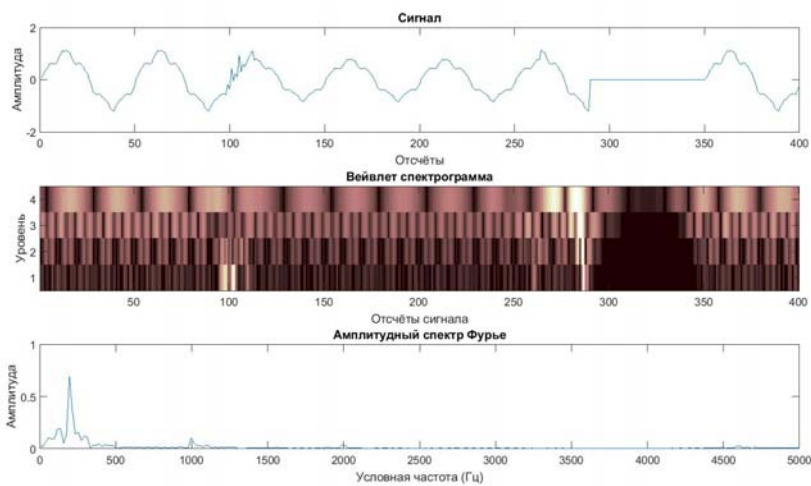 Сигнал
2
0
-2
Амплитуда
0 50 100 150 200 250 300 350 400
Отсчёты
Вейвлет спектрограмма
4
3
2
1
Уровень
50 100 150 200 250 300 350 400
Отсчёты сигнала
Амплитудный спектр Фурье
1
0.5
0
Амплитуда
0 500 1000 1500 2000 2500 3000 3500 4000 4500 5000
Условная частота (Гц)